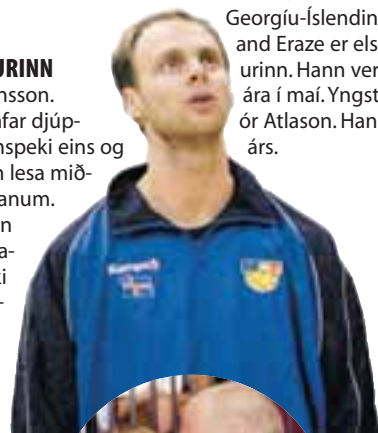 URINN
nsson.
afar djúp-
nspeki eins og
n lesa mið-
anum.
n
a-
ki
-
Georgíu-Íslendin
and Eraze er els
urinn. Hann ver
ára í maí. Yngst
ór Atlason. Han
árs.